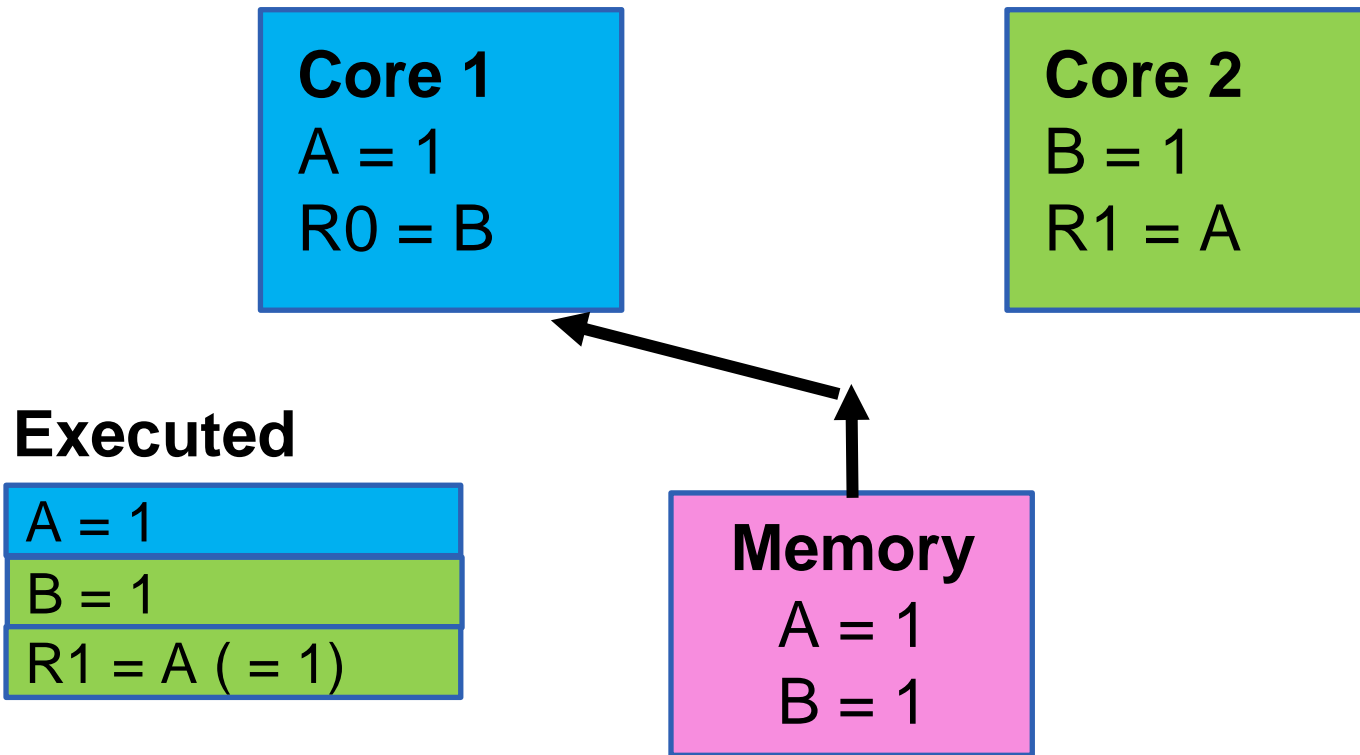 Core 1
A = 1
R0 = B
Core 2
B = 1
R1 = A
Executed
A = 1
B = 1
R1 = A ( = 1)
Memory
A = 1
B = 1